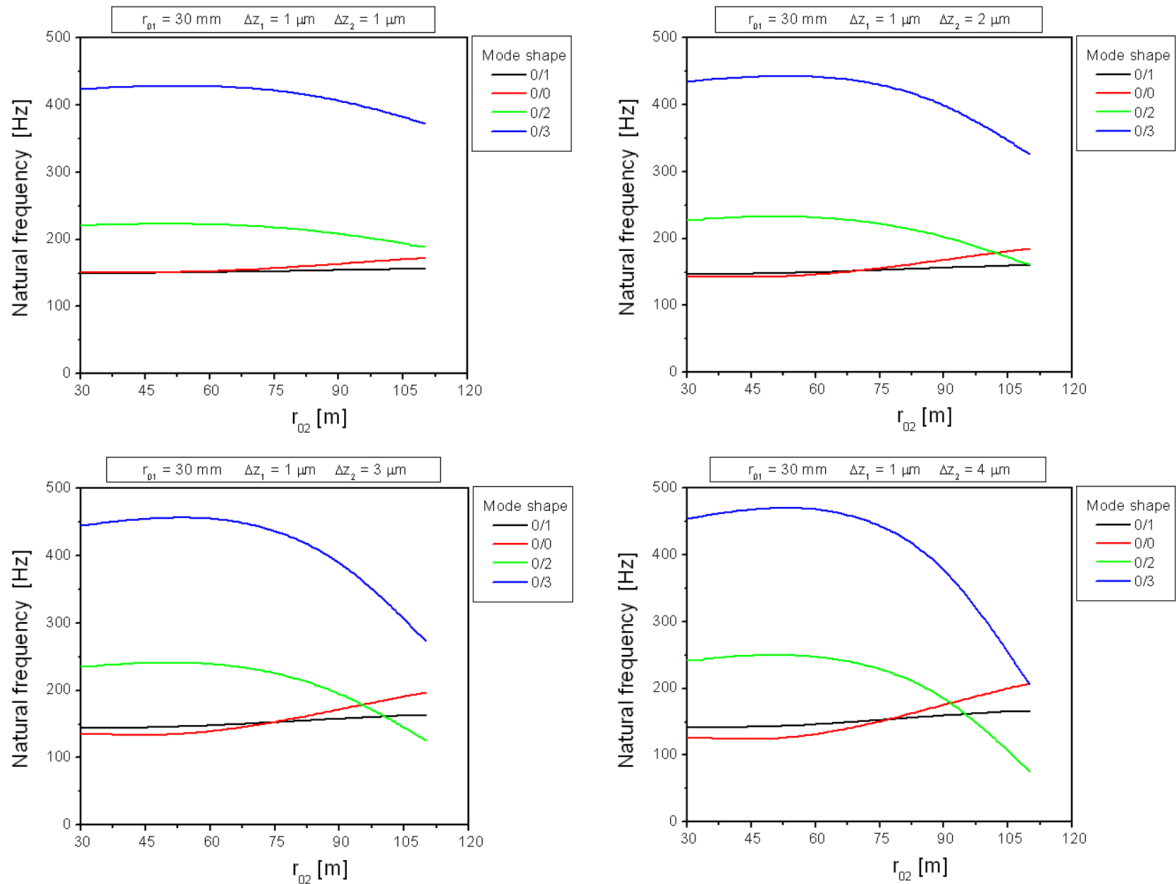 r₀₁ = 30 mm Δz₁ = 1 μm Δz₂ = 1 μm
500
400
300
200
100
0
Natural frequency [Hz]
30 45 60 75 90 105 120
r₀₂ [m]
Mode shape
0/1
0/0
0/2
0/3
r₀₁ = 30 mm Δz₁ = 1 μm Δz₂ = 2 μm
500
400
300
200
100
0
Natural frequency [Hz]
30 45 60 75 90 105 120
r₀₂ [m]
Mode shape
0/1
0/0
0/2
0/3
r₀₁ = 30 mm Δz₁ = 1 μm Δz₂ = 3 μm
500
400
300
200
100
0
Natural frequency [Hz]
30 45 60 75 90 105 120
r₀₂ [m]
Mode shape
0/1
0/0
0/2
0/3
r₀₁ = 30 mm Δz₁ = 1 μm Δz₂ = 4 μm
500
400
300
200
100
0
Natural frequency [Hz]
30 45 60 75 90 105 120
r₀₂ [m]
Mode shape
0/1
0/0
0/2
0/3